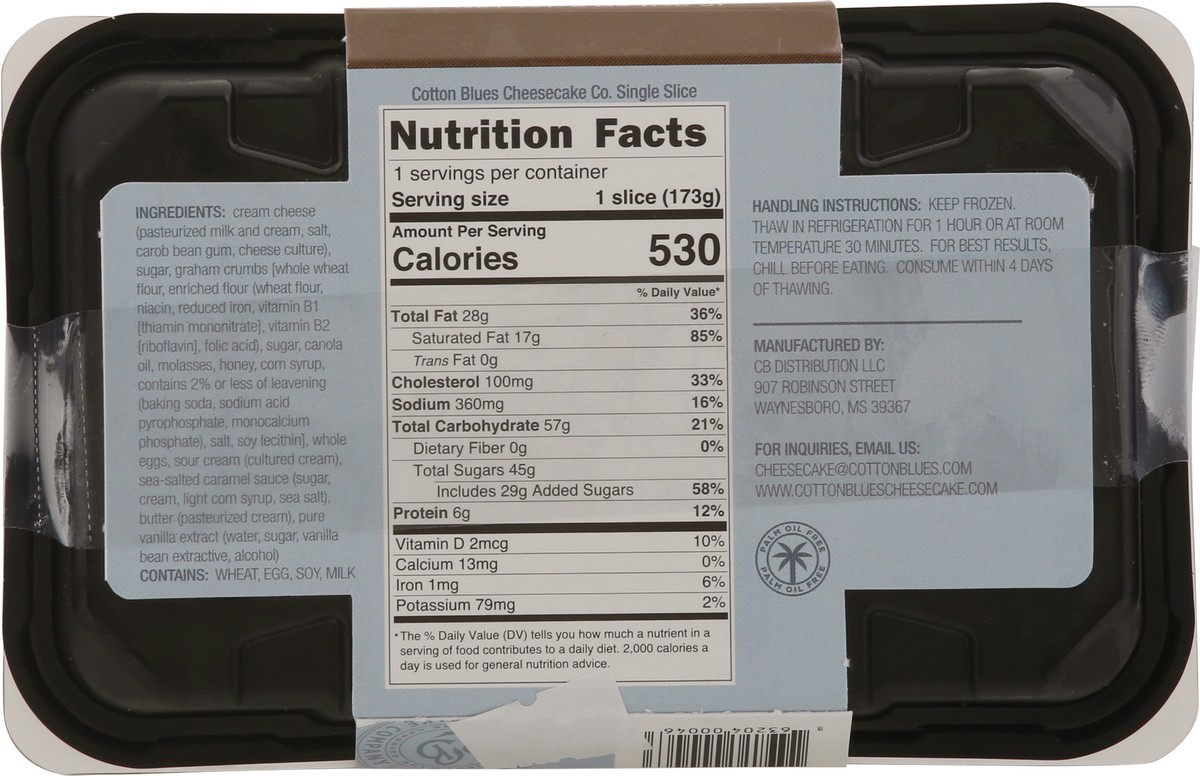 Cotton Blues Cheesecake Co. Single Slice
Nutrition Facts
1 servings per container
Serving size 1 slice (173g)
Amount Per Serving
Calories 530
% Daily Value*
Total Fat 28g 36%
Saturated Fat 17g 85%
Trans Fat 0g
Cholesterol 100mg 33%
Sodium 360mg 16%
Total Carbohydrate 57g 21%
Dietary Fiber 0g 0%
Total Sugars 45g
Includes 29g Added Sugars 58%
Protein 6g 12%
Vitamin D 2mcg 10%
Calcium 13mg 0%
Iron 1mg 6%
Potassium 79mg 2%
*The % Daily Value (DV) tells you how much a nutrient in a
serving of food contributes to a daily diet. 2,000 calories a
day is used for general nutrition advice.
INGREDIENTS: cream cheese
(pasteurized milk and cream, salt,
carob bean gum, cheese culture),
sugar, graham crumbs [whole wheat
flour, enriched flour (wheat flour,
niacin, reduced iron, vitamin B1
[thiamin mononitrate], vitamin B2
[riboflavin], folic acid), sugar, canola
oil, molasses, honey, corn syrup,
contains 2% or less of leavening
(baking soda, sodium acid
pyrophosphate, monocalcium
phosphate), salt, soy lecithin], whole
eggs, sour cream (cultured cream),
sea-salted caramel sauce (sugar,
cream, light corn syrup, sea salt),
butter (pasteurized cream), pure
vanilla extract (water, sugar, vanilla
bean extractive, alcohol)
CONTAINS: WHEAT, EGG, SOY, MILK
HANDLING INSTRUCTIONS: KEEP FROZEN.
THAW IN REFRIGERATION FOR 1 HOUR OR AT ROOM
TEMPERATURE 30 MINUTES. FOR BEST RESULTS,
CHILL BEFORE EATING. CONSUME WITHIN 4 DAYS
OF THAWING.
MANUFACTURED BY:
CB DISTRIBUTION LLC
907 ROBINSON STREET
WAYNESBORO, MS 39367
FOR INQUIRIES, EMAIL US:
CHEESECAKE@COTTONBLUES.COM
WWW.COTTONBLUESCHEESECAKE.COM
PALM OIL FREE
PALM OIL FREE
COMPANY
63204 00046